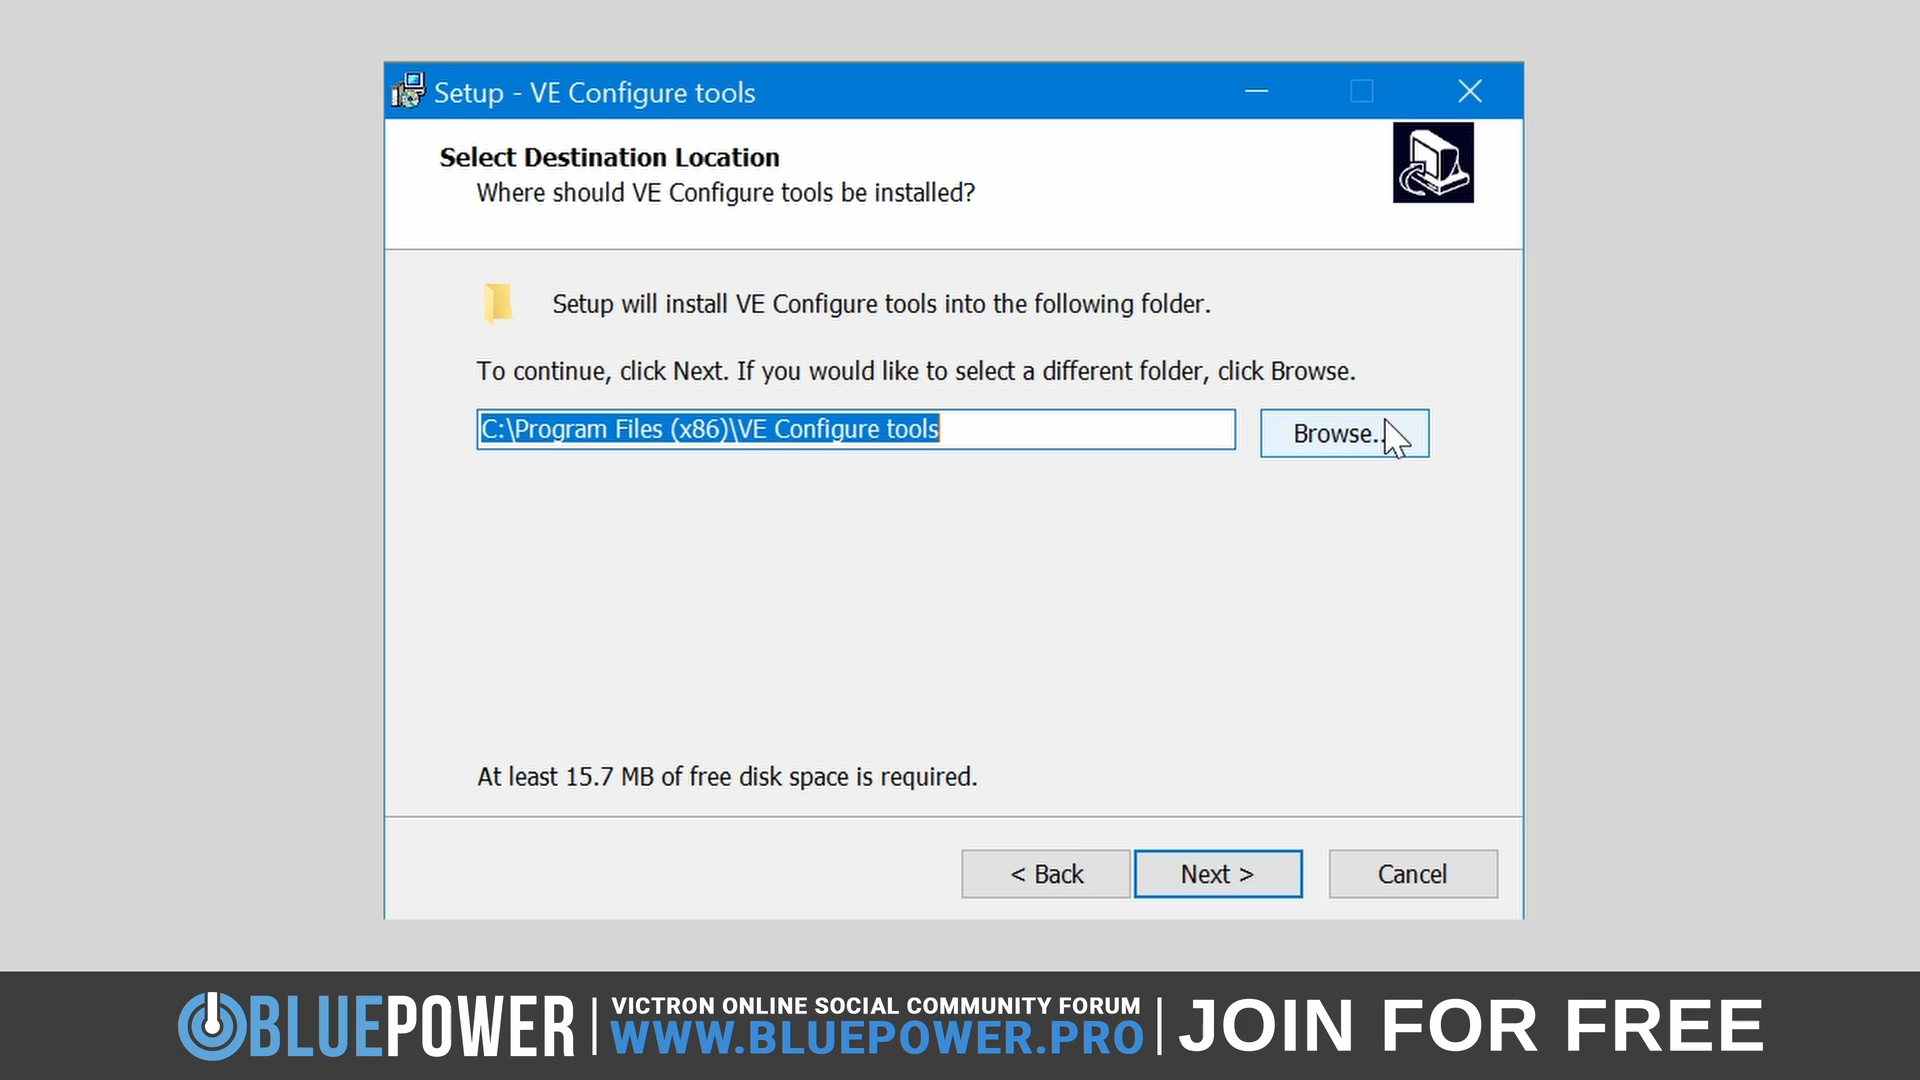 Setup - VE Configure tools
Select Destination Location
Where should VE Configure tools be installed?
Setup will install VE Configure tools into the following folder.
To continue, click Next. If you would like to select a different folder, click Browse.
C:\Program Files (x86)\VE Configure tools
Browse..
At least 15.7 MB of free disk space is required.
< Back
Next >
Cancel
BLUEPOWER
VICTRON ONLINE SOCIAL COMMUNITY FORUM
WWW.BLUEPOWER.PRO
JOIN FOR FREE